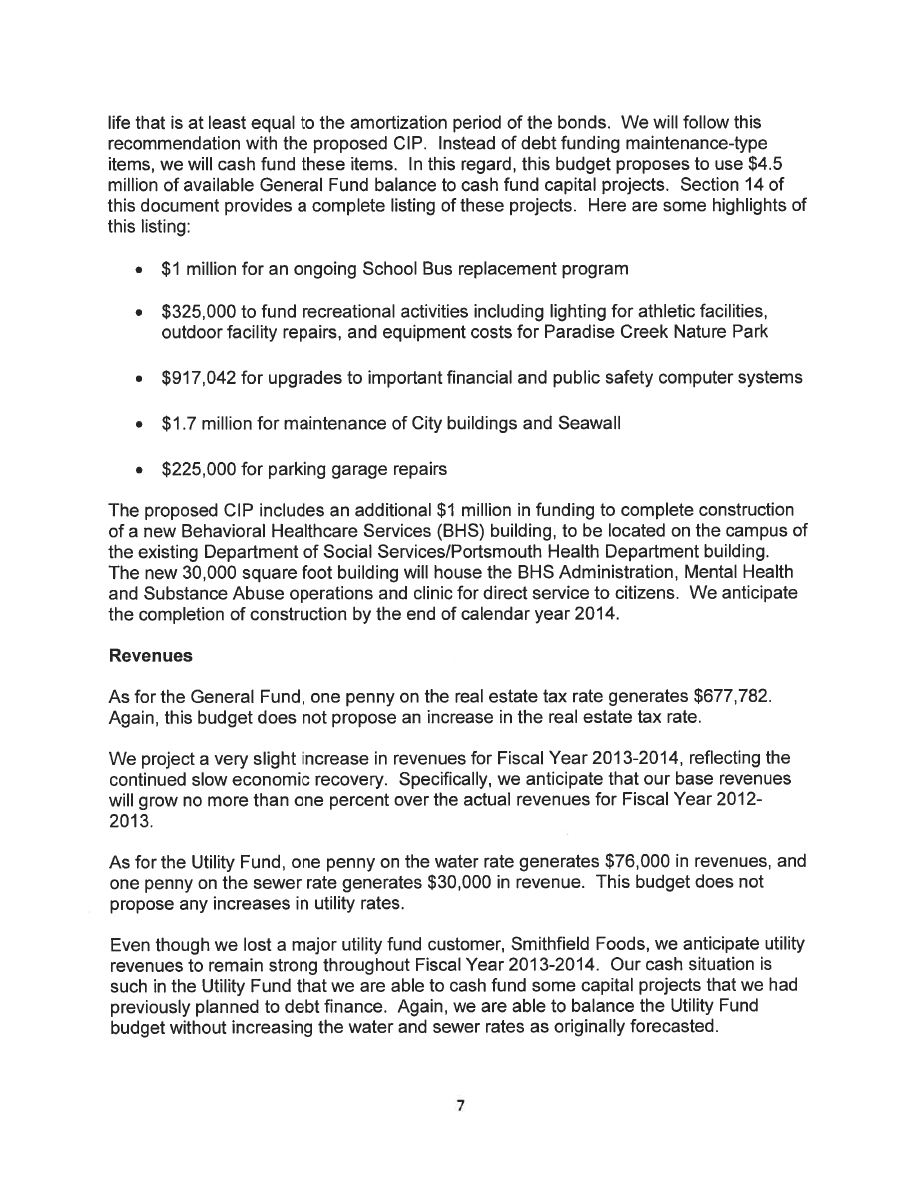 life that is at least equal to the amortization period of the bonds. We will follow this
recommendation with the proposed CIP. Instead of debt funding maintenance-type
items, we will cash fund these items. In this regard, this budget proposes to use $4.5
million of available General Fund balance to cash fund capital projects. Section 14 of
this document provides a complete listing of these projects. Here are some highlights of
this listing:
• $1 million for an ongoing School Bus replacement program
• $325,000 to fund recreational activities including lighting for athletic facilities,
outdoor facility repairs, and equipment costs for Paradise Creek Nature Park
• $917,042 for upgrades to important financial and public safety computer systems
• $1.7 million for maintenance of City buildings and Seawall
• $225,000 for parking garage repairs
The proposed CIP includes an additional $1 million in funding to complete construction
of a new Behavioral Healthcare Services (BHS) building, to be located on the campus of
the existing Department of Social Services/Portsmouth Health Department building.
The new 30,000 square foot building will house the BHS Administration, Mental Health
and Substance Abuse operations and clinic for direct service to citizens. We anticipate
the completion of construction by the end of calendar year 2014.
Revenues
As for the General Fund, one penny on the real estate tax rate generates $677,782.
Again, this budget does not propose an increase in the real estate tax rate.
We project a very slight increase in revenues for Fiscal Year 2013-2014, reflecting the
continued slow economic recovery. Specifically, we anticipate that our base revenues
will grow no more than one percent over the actual revenues for Fiscal Year 2012-
2013.
As for the Utility Fund, one penny on the water rate generates $76,000 in revenues, and
one penny on the sewer rate generates $30,000 in revenue. This budget does not
propose any increases in utility rates.
Even though we lost a major utility fund customer, Smithfield Foods, we anticipate utility
revenues to remain strong throughout Fiscal Year 2013-2014. Our cash situation is
such in the Utility Fund that we are able to cash fund some capital projects that we had
previously planned to debt finance. Again, we are able to balance the Utility Fund
budget without increasing the water and sewer rates as originally forecasted.
7